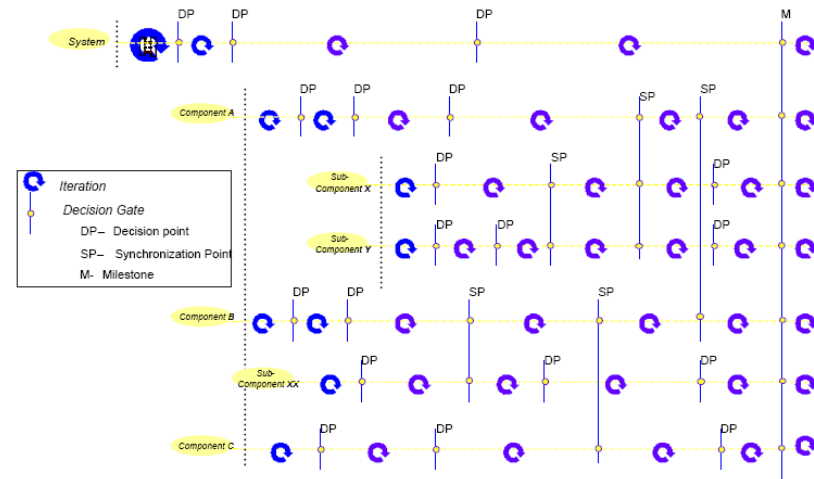 DP
DP
DP
M
System
DP
DP
DP
SP
SP
Component A
DP
SP
DP
Sub-
Component X
Iteration
Decision Gate
DP– Decision point
SP– Synchronization Point
M- Milestone
DP
DP
SP
DP
Sub-
Component Y
DP
DP
SP
SP
Component B
DP
DP
DP
Sub-
Component XX
DP
DP
DP
Component C